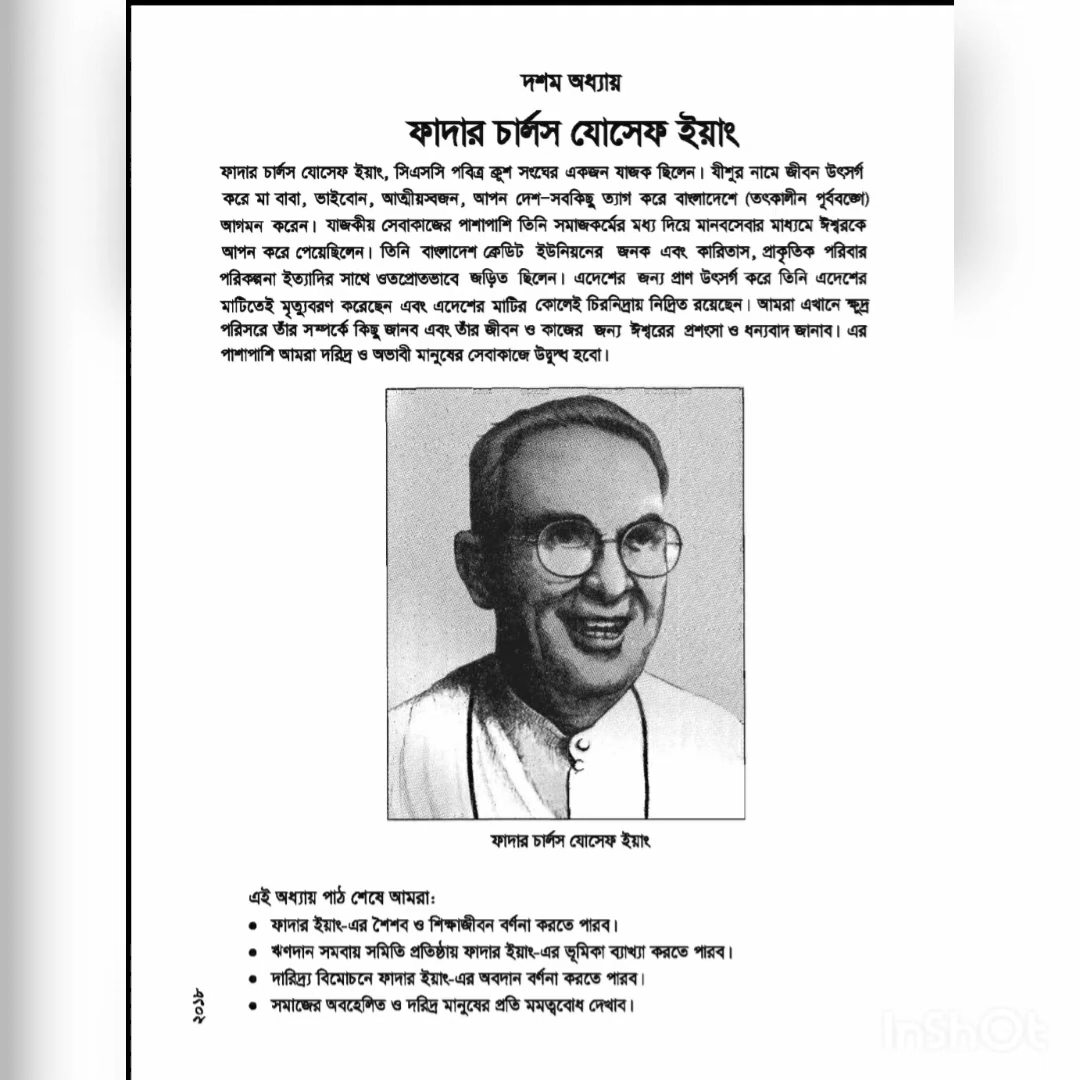 দশম অধ্যায়
ফাদার চার্লস যোসেফ ইয়াং
ফাদার চার্লস যোসেফ ইয়াং, সিএসসি পবিত্র ক্রুশ সংঘের একজন যাজক ছিলেন। যীশুর নামে জীবন উৎসর্গ
করে মা বাবা, ভাইবোন, আত্মীয়স্বজন, আপন দেশ–সবকিছু ত্যাগ করে বাংলাদেশে (তৎকালীন পূর্ববঙ্গে)
আগমন করেন। যাজকীয় সেবাকাজের পাশাপাশি তিনি সমাজকর্মের মধ্য দিয়ে মানবসেবার মাধ্যমে ঈশ্বরকে
আপন করে পেয়েছিলেন। তিনি বাংলাদেশ ক্রেডিট ইউনিয়নের জনক এবং কারিতাস, প্রাকৃতিক পরিবার
পরিকল্পনা ইত্যাদির সাথে ওতপ্রোতভাবে জড়িত ছিলেন। এদেশের জন্য প্রাণ উৎসর্গ করে তিনি এদেশের
মাটিতেই মৃত্যুবরণ করেছেন এবং এদেশের মাটির কোলেই চিরনিদ্রায় নিদ্রিত রয়েছেন। আমরা এখানে ক্ষুদ্র
পরিসরে তাঁর সম্পর্কে কিছু জানব এবং তাঁর জীবন ও কাজের জন্য ঈশ্বরের প্রশংসা ও ধন্যবাদ জানাব। এর
পাশাপাশি আমরা দরিদ্র ও অভাবী মানুষের সেবাকাজে উদ্বুদ্ধ হবো।
ফাদার চার্লস যোসেফ ইয়াং
এই অধ্যায় পাঠ শেষে আমরা:
● ফাদার ইয়াং-এর শৈশব ও শিক্ষাজীবন বর্ণনা করতে পারব।
● ঋণদান সমবায় সমিতি প্রতিষ্ঠায় ফাদার ইয়াং-এর ভূমিকা ব্যাখ্যা করতে পারব।
● দারিদ্র্য বিমোচনে ফাদার ইয়াং-এর অবদান বর্ণনা করতে পারব।
● সমাজের অবহেলিত ও দরিদ্র মানুষের প্রতি মমত্ববোধ দেখাব।
২০১৮
InShOt